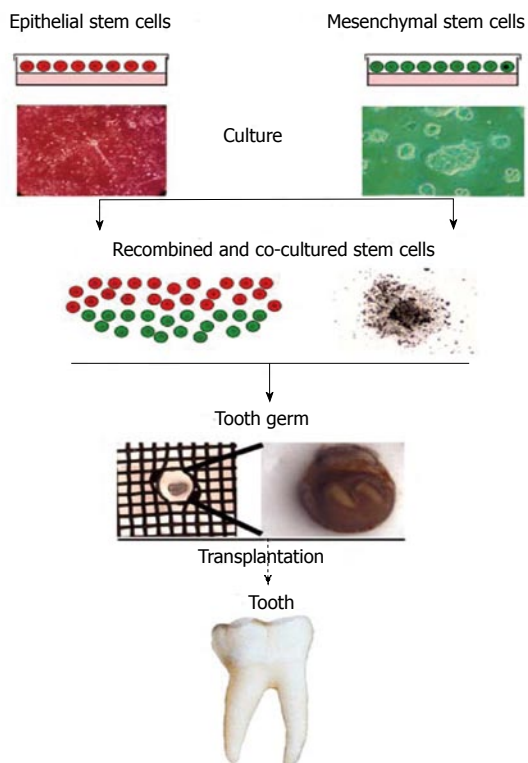 Epithelial stem cells
Mesenchymal stem cells
Culture
Recombined and co-cultured stem cells
Tooth germ
Transplantation
Tooth